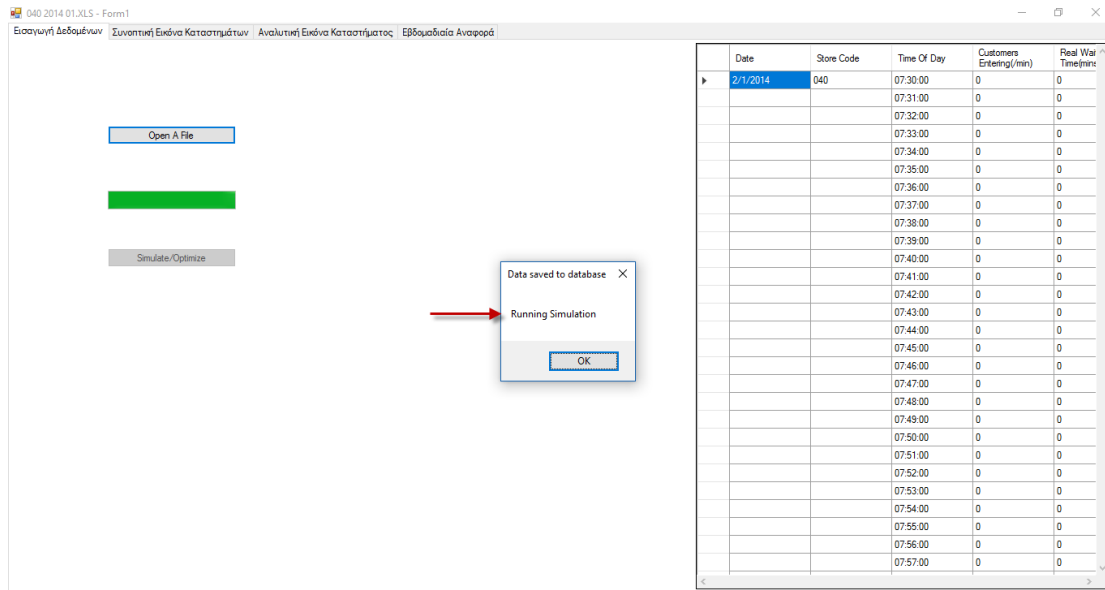 040 2014 01.XLS - Form1
Εισαγωγή Δεδομένων Συνοπτική Εικόνα Καταστημάτων Αναλυτική Εικόνα Καταστήματος Εβδομαδιαία Αναφορά
Open A File
Simulate/Optimize
Data saved to database
Running Simulation
OK
Date Store Code Time Of Day Customers Entering(/min) Real Wai Time(mins
2/1/2014 040 07:30:00 0 0
07:31:00 0 0
07:32:00 0 0
07:33:00 0 0
07:34:00 0 0
07:35:00 0 0
07:36:00 0 0
07:37:00 0 0
07:38:00 0 0
07:39:00 0 0
07:40:00 0 0
07:41:00 0 0
07:42:00 0 0
07:43:00 0 0
07:44:00 0 0
07:45:00 0 0
07:46:00 0 0
07:47:00 0 0
07:48:00 0 0
07:49:00 0 0
07:50:00 0 0
07:51:00 0 0
07:52:00 0 0
07:53:00 0 0
07:54:00 0 0
07:55:00 0 0
07:56:00 0 0
07:57:00 0 0